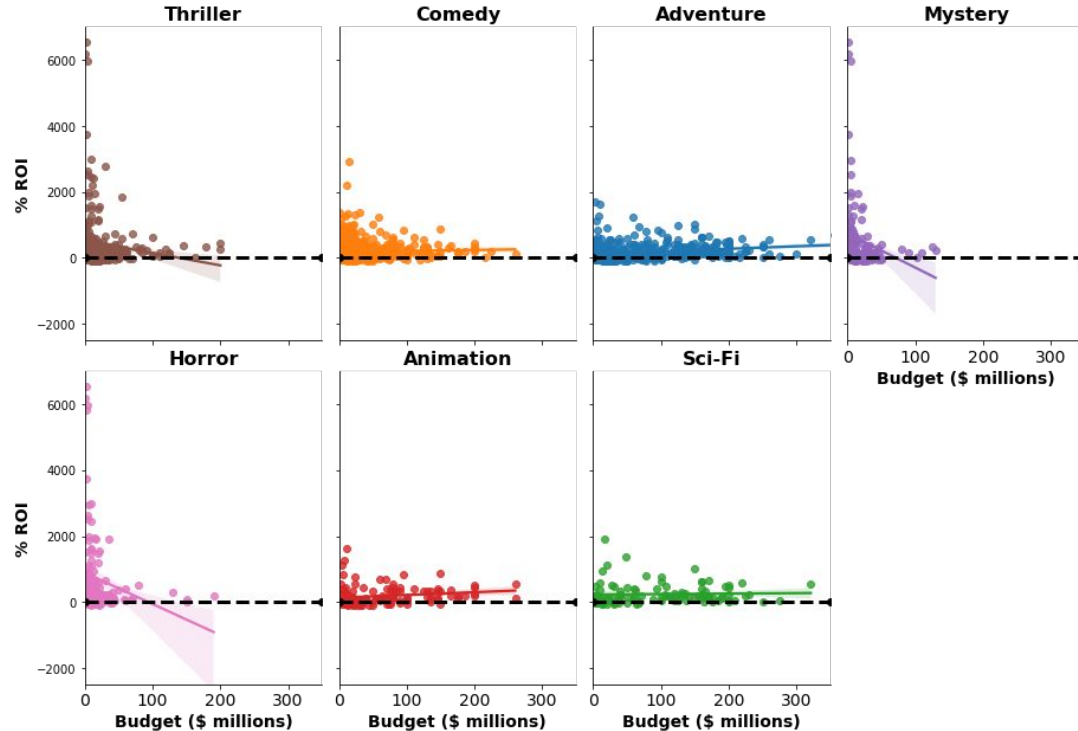 Thriller
Comedy
Adventure
Mystery
% ROI
6000
4000
2000
0
−2000
0 100 200 300
Budget ($ millions)
Horror
Animation
Sci-Fi
% ROI
6000
4000
2000
0
−2000
0 100 200 300
Budget ($ millions)
0 100 200 300
Budget ($ millions)
0 100 200 300
Budget ($ millions)